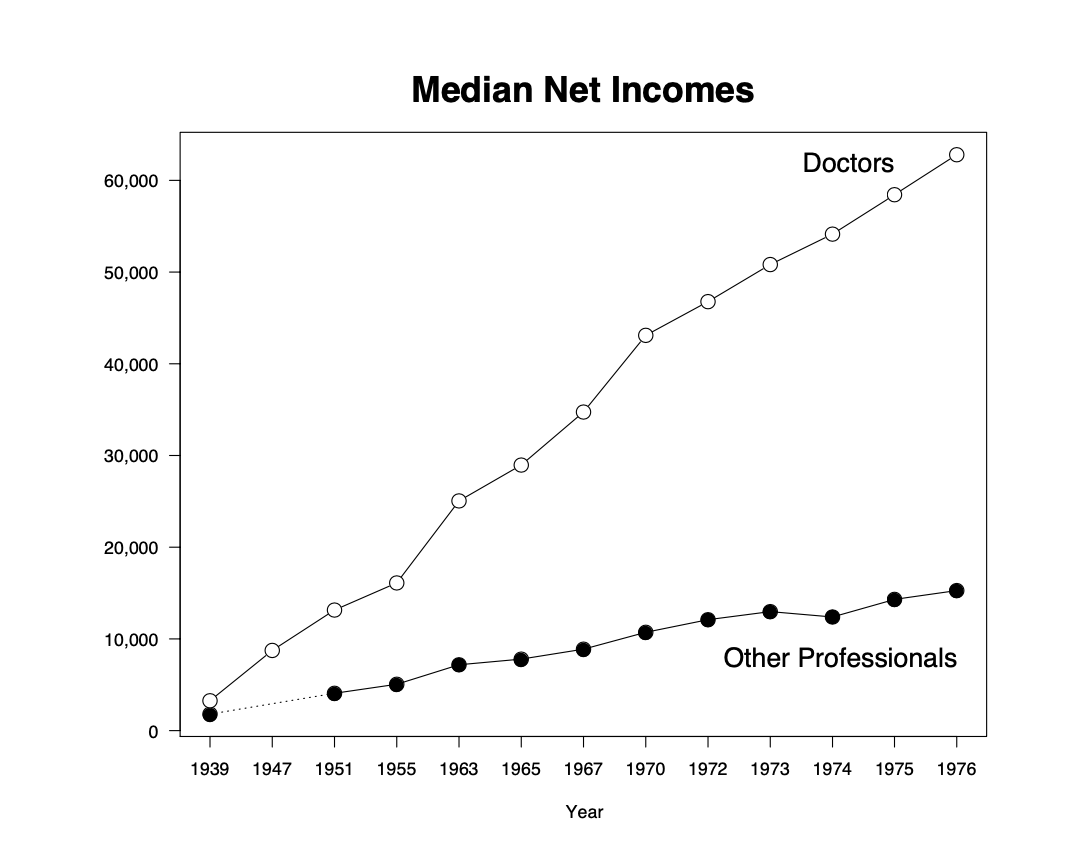 Median Net Incomes
Doctors
60,000
50,000
40,000
30,000
20,000
10,000
Other Professionals
0
1939 1947 1951 1955 1963 1965 1967 1970 1972 1973 1974 1975 1976
Year